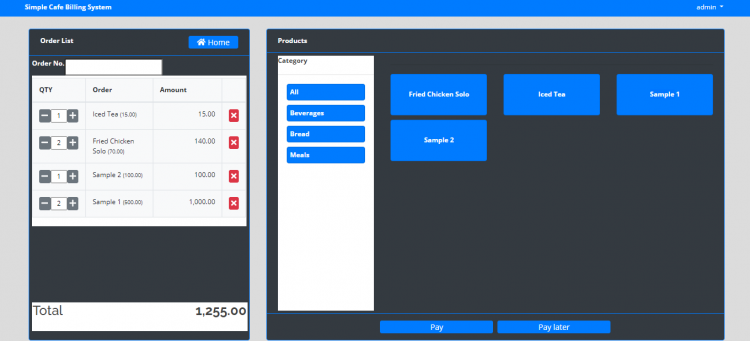 Simple Cafe Billing System
admin
Order List
Home
Order No.
QTY Order Amount
1 Iced Tea (15.00) 15.00
2 Fried Chicken 140.00
Solo (70.00)
1 Sample 2 (100.00) 100.00
2 Sample 1 (500.00) 1,000.00
Total 1,255.00
Products
Category
All
Beverages
Bread
Meals
Fried Chicken Solo
Iced Tea
Sample 1
Sample 2
Pay
Pay later